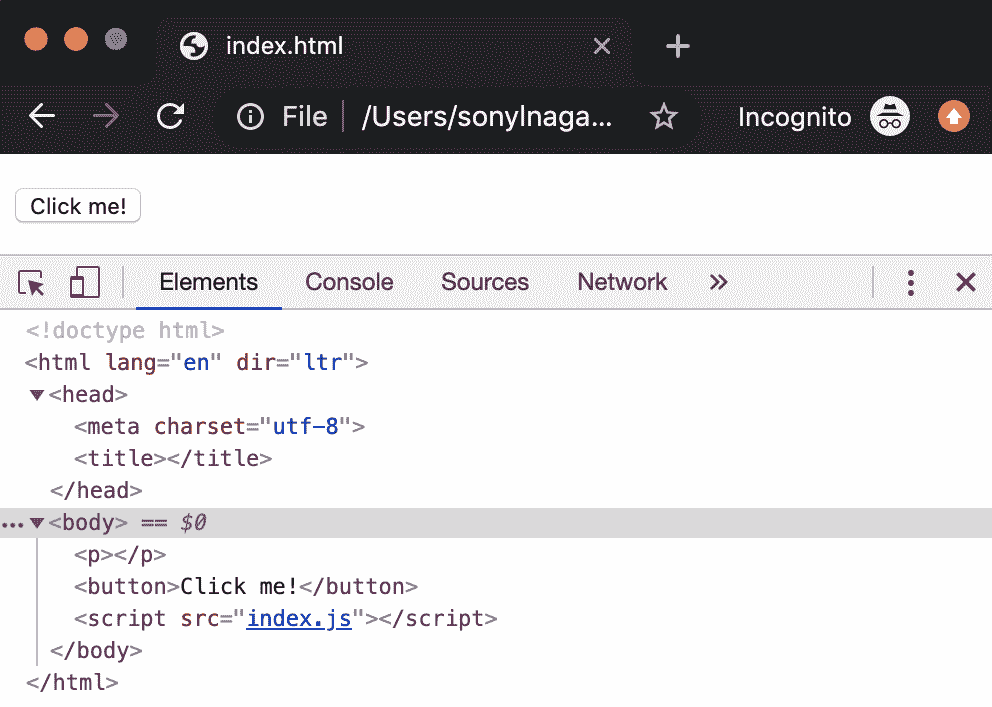 index.html
File /Users/sonylnaga... Incognito
Click me!
Elements Console Sources Network »
<!doctype html>
<html lang="en" dir="ltr">
<head>
<meta charset="utf-8">
<title></title>
</head>
<body> == $0
<p></p>
<button>Click me!</button>
<script src="index.js"></script>
</body>
</html>